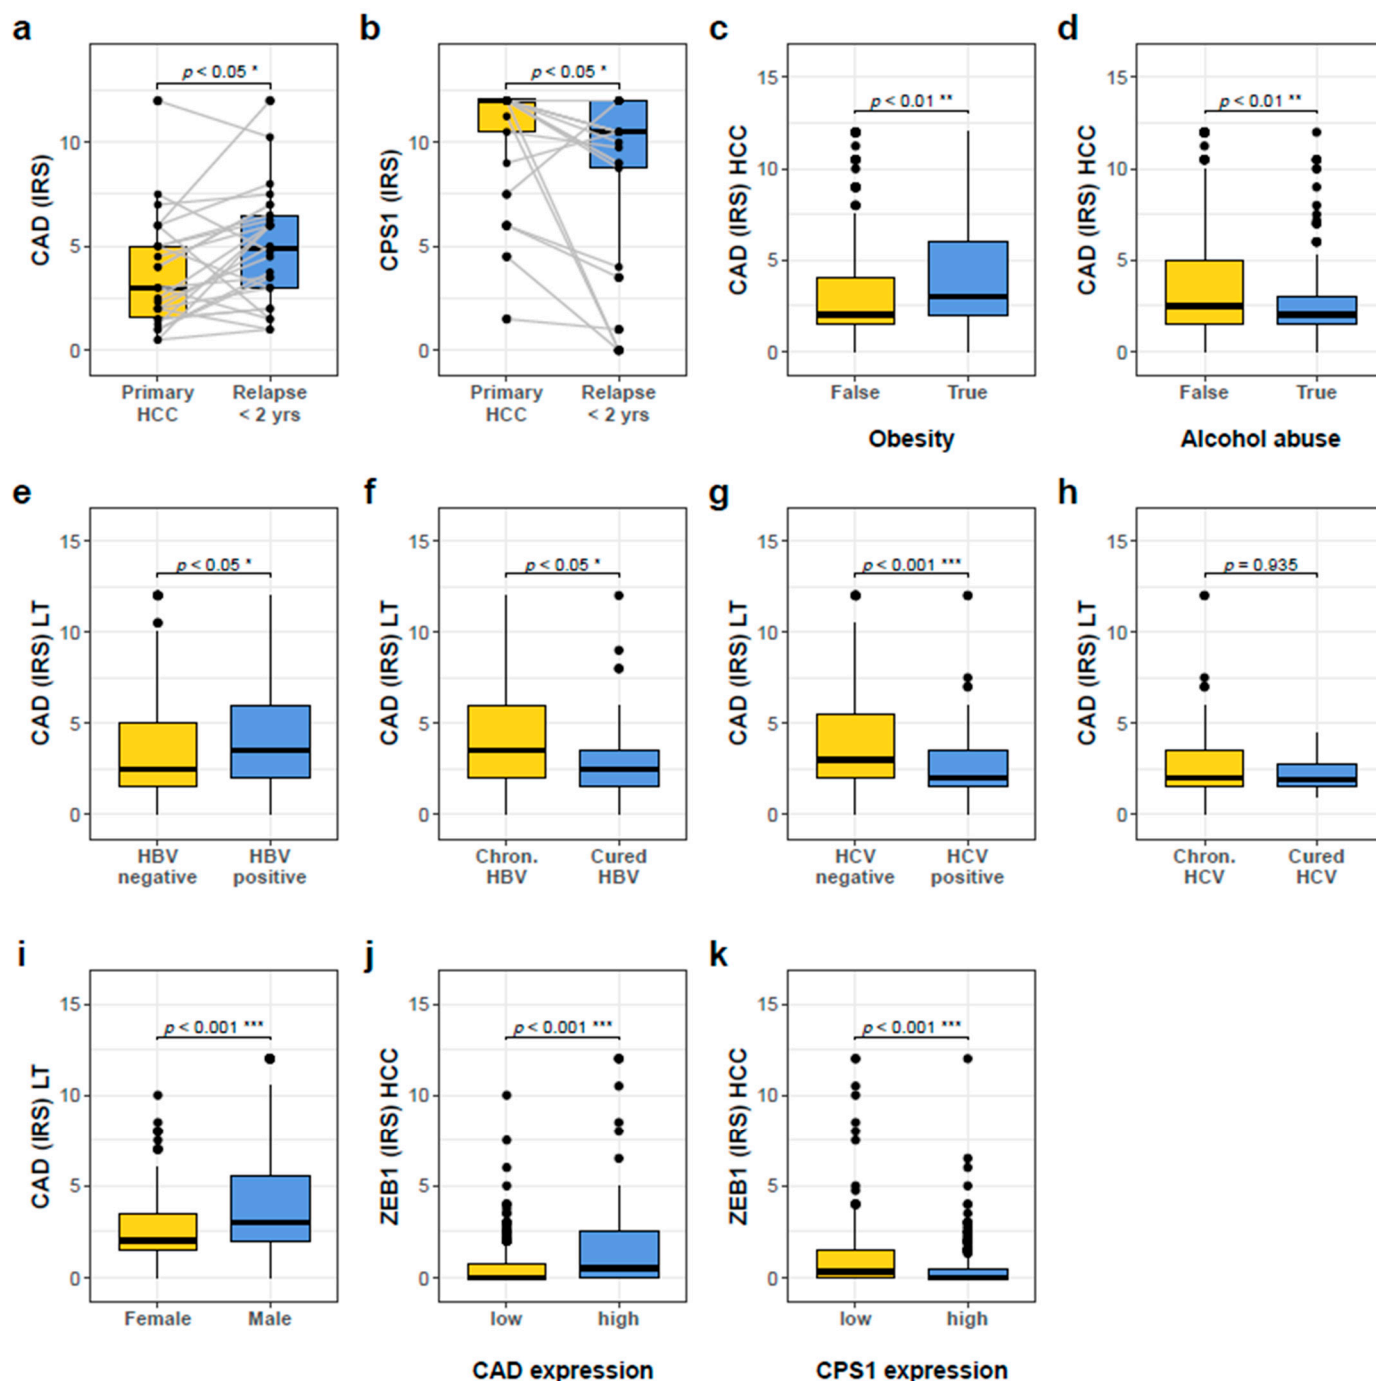 a
p < 0.05 *
CAD (IRS)
10
5
0
Primary HCC
Relapse < 2 yrs
b
p < 0.05 *
CPS1 (IRS)
10
5
0
Primary HCC
Relapse < 2 yrs
c
p < 0.01 **
CAD (IRS) HCC
15
10
5
0
False
True
Obesity
d
p < 0.01 **
CAD (IRS) HCC
15
10
5
0
False
True
Alcohol abuse
e
p < 0.05 *
CAD (IRS) LT
15
10
5
0
HBV negative
HBV positive
f
p < 0.05 *
CAD (IRS) LT
15
10
5
0
Chron. HBV
Cured HBV
g
p < 0.001 ***
CAD (IRS) LT
15
10
5
0
HCV negative
HCV positive
h
p = 0.935
CAD (IRS) LT
15
10
5
0
Chron. HCV
Cured HCV
i
p < 0.001 ***
CAD (IRS) LT
15
10
5
0
Female
Male
j
p < 0.001 ***
ZEB1 (IRS) HCC
15
10
5
0
low
high
CAD expression
k
p < 0.001 ***
ZEB1 (IRS) HCC
15
10
5
0
low
high
CPS1 expression